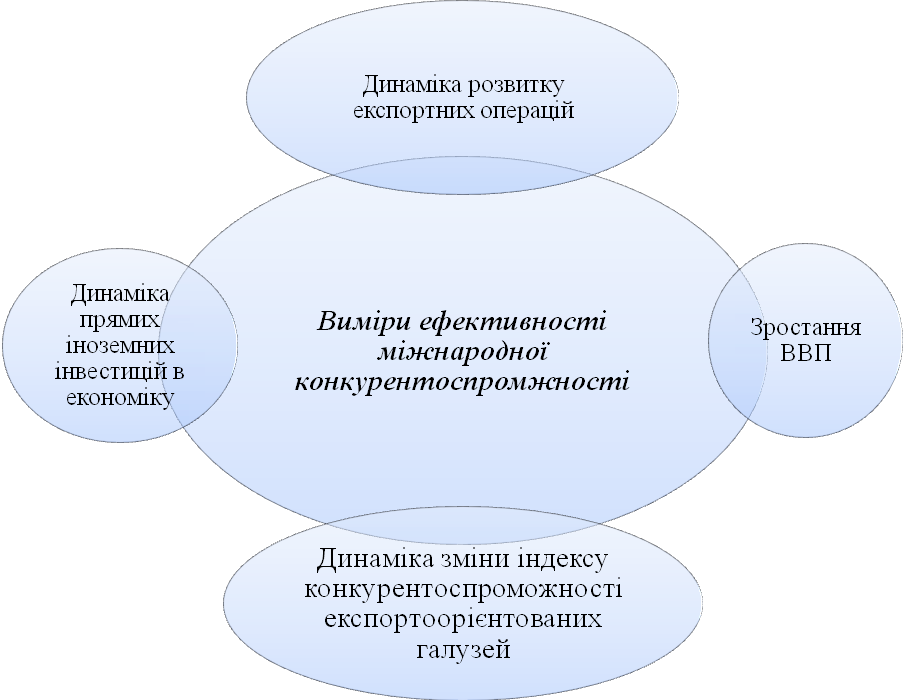 Динаміка розвитку
експортних операцій
Динаміка
прямих
іноземних
інвестицій в
економіку
Виміри ефективності
міжнародної
конкурентоспромжності
Зростання
ВВП
Динаміка зміни індексу
конкурентоспроможності
експортоорієнтованих
галузей